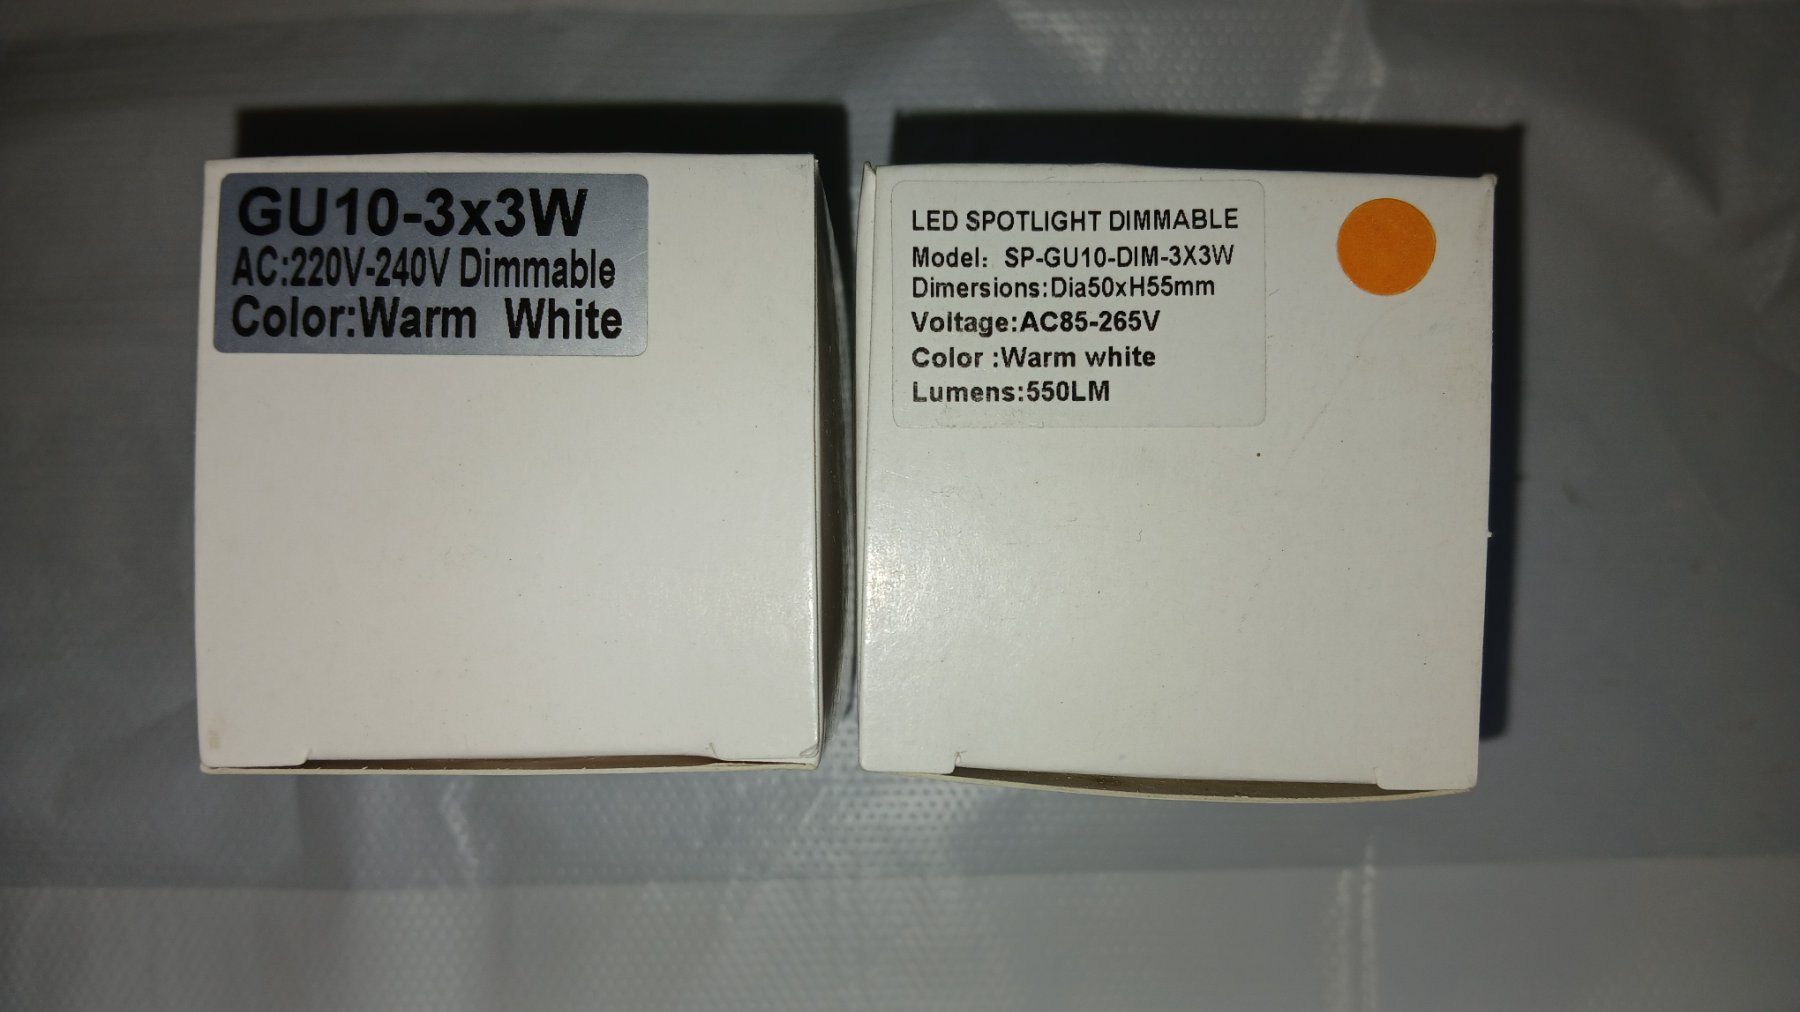 GU10-3x3W
AC:220V-240V Dimmable
Color:Warm White
LED SPOTLIGHT DIMMABLE
Model: SP-GU10-DIM-3X3W
Dimersions:Dia50xH55mm
Voltage:AC85-265V
Color :Warm white
Lumens:550LM